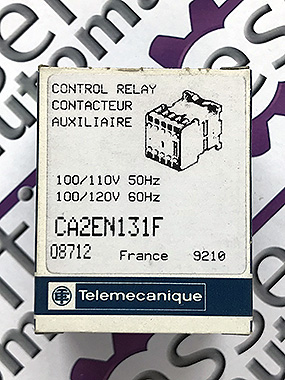 CONTROL RELAY
CONTACTEUR
AUXILIAIRE
100/110V 50Hz
100/120V 60Hz
CA2EN131F
08712 France 9210
Telemecanique